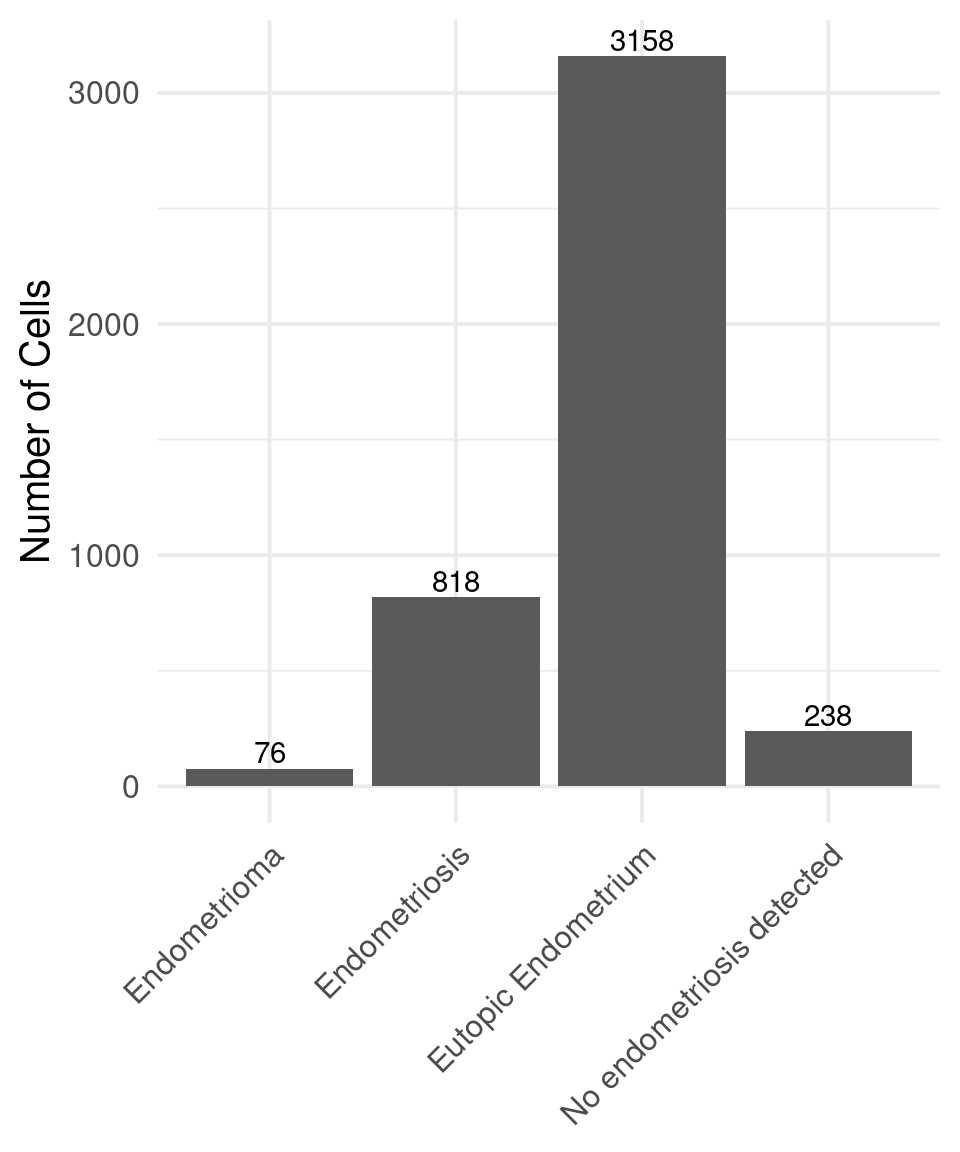 3158
3000
2000
Number of Cells
1000
818
238
76
0
Endometrioma
Endometriosis
Eutopic Endometrium
No endometriosis detected